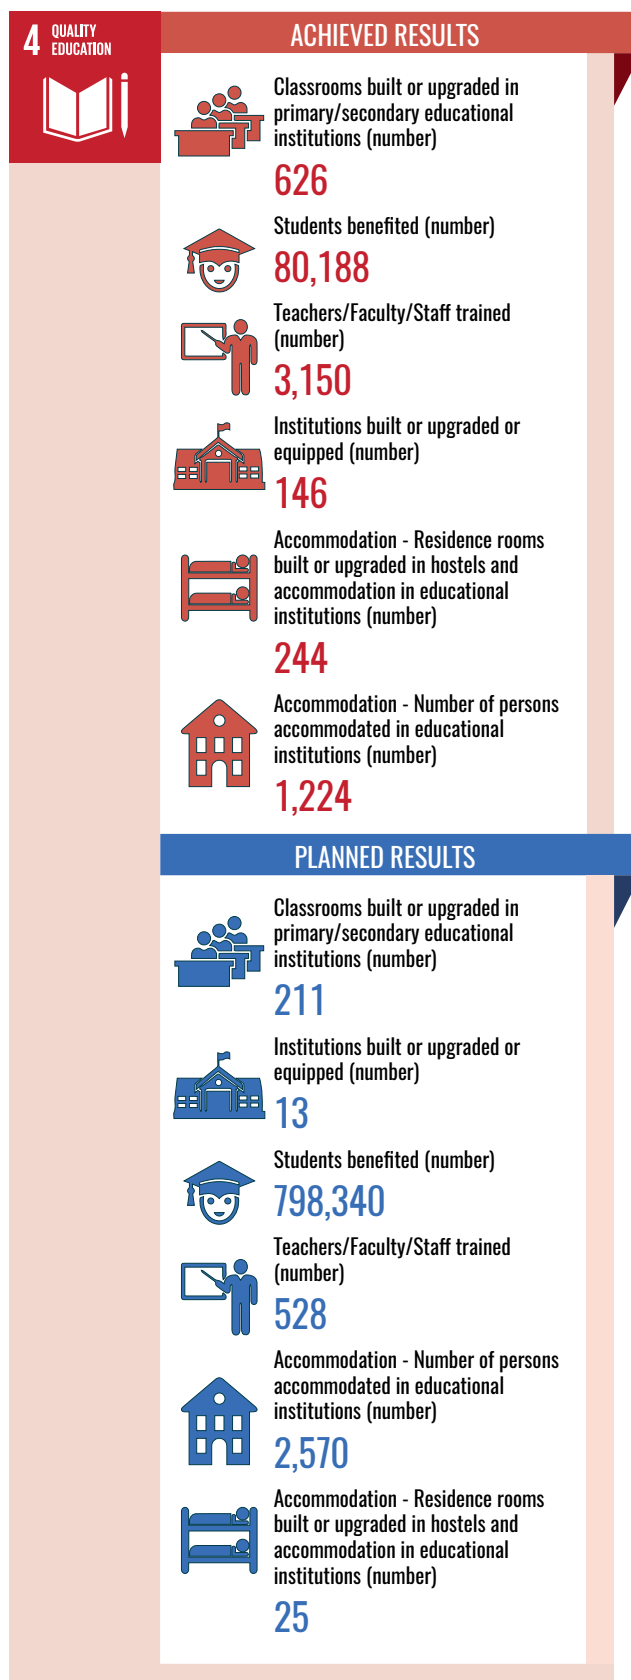 4 QUALITY
EDUCATION
ACHIEVED RESULTS
Classrooms built or upgraded in
primary/secondary educational
institutions (number)
626
Students benefited (number)
80,188
Teachers/Faculty/Staff trained
(number)
3,150
Institutions built or upgraded or
equipped (number)
146
Accommodation - Residence rooms
built or upgraded in hostels and
accommodation in educational
institutions (number)
244
Accommodation - Number of persons
accommodated in educational
institutions (number)
1,224
PLANNED RESULTS
Classrooms built or upgraded in
primary/secondary educational
institutions (number)
211
Institutions built or upgraded or
equipped (number)
13
Students benefited (number)
798,340
Teachers/Faculty/Staff trained
(number)
528
Accommodation - Number of persons
accommodated in educational
institutions (number)
2,570
Accommodation - Residence rooms
built or upgraded in hostels and
accommodation in educational
institutions (number)
25